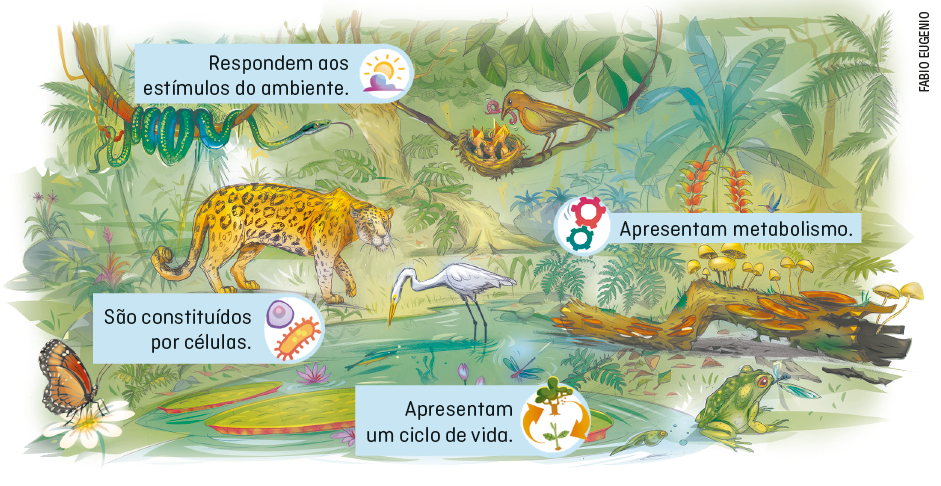 FABIO EUGENIO
Respondem aos
estímulos do ambiente.
Apresentam metabolismo.
São constituídos
por células.
Apresentam
um ciclo de vida.